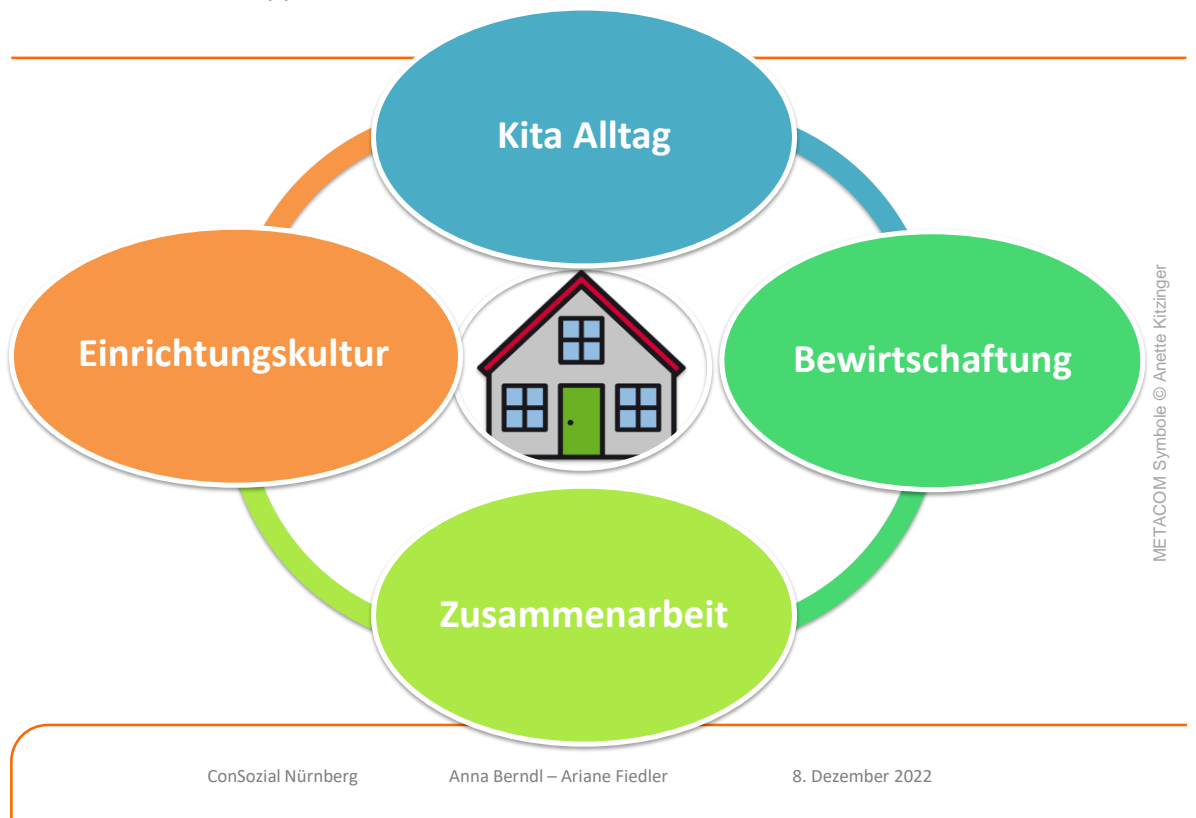 Kita Alltag
Einrichtungskultur
Bewirtschaftung
Zusammenarbeit
METACOM Symbole © Anette Kitzinger
ConSozial Nürnberg
Anna Berndl – Ariane Fiedler
8. Dezember 2022